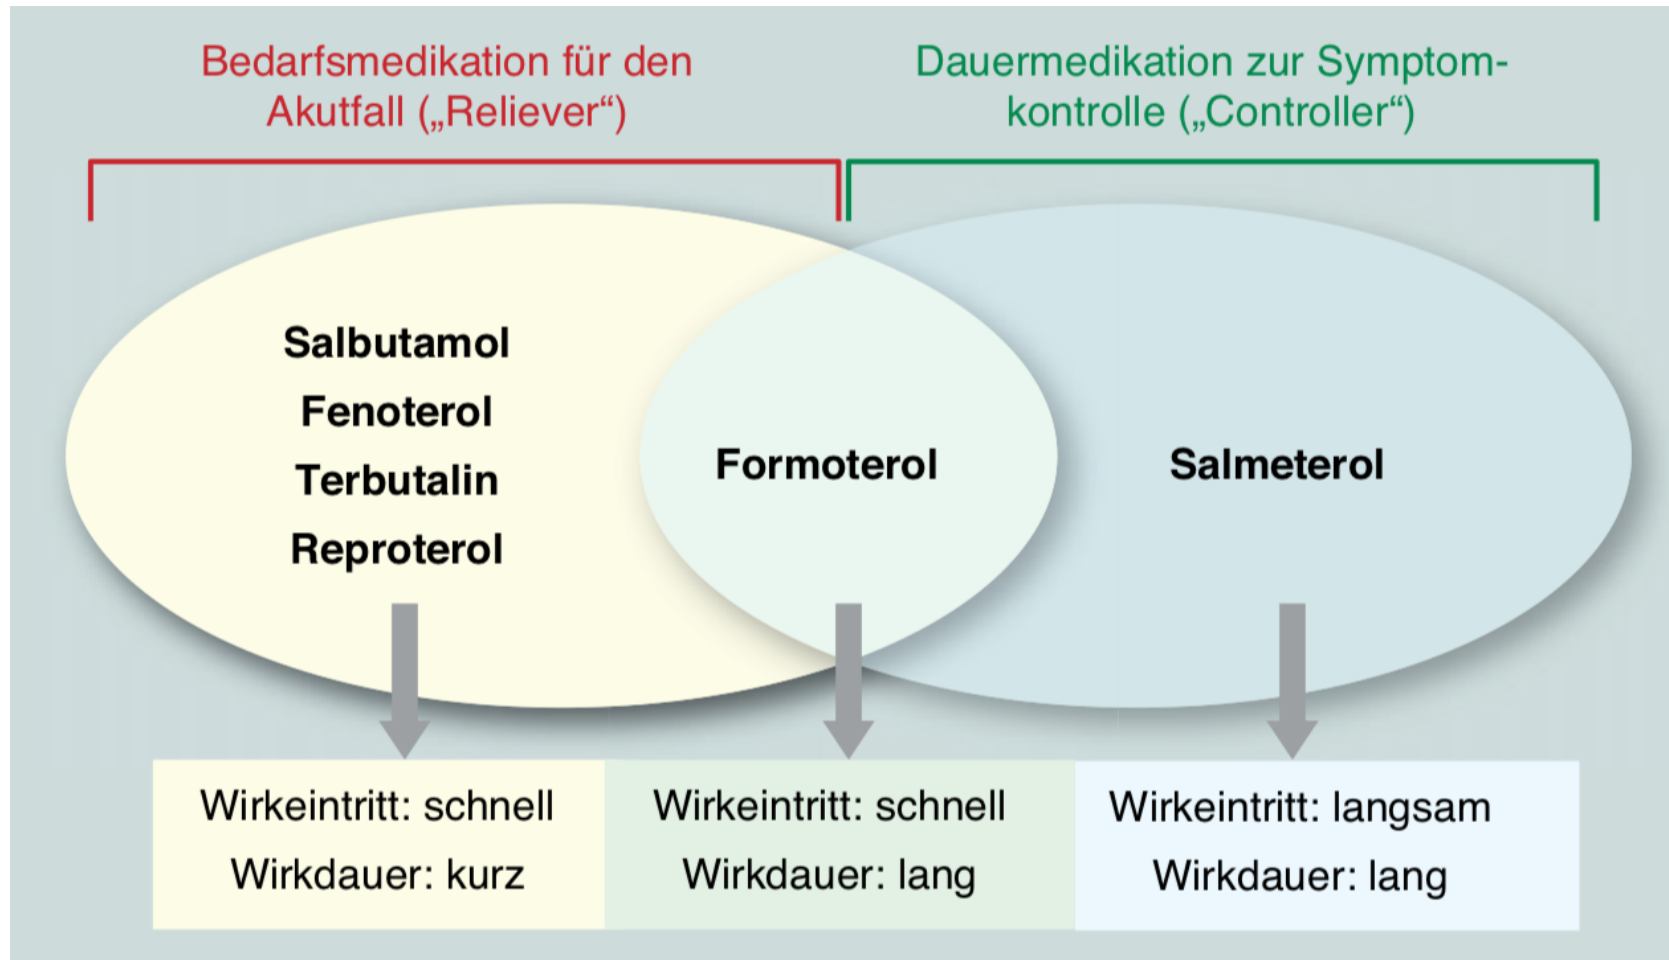 Bedarfsmedikation für den
Akutfall („Reliever“)
Dauermedikation zur Symptom-
kontrolle („Controller“)
Salbutamol
Fenoterol
Terbutalin
Reproterol
Formoterol
Salmeterol
Wirkeintritt: schnell
Wirkdauer: kurz
Wirkeintritt: schnell
Wirkdauer: lang
Wirkeintritt: langsam
Wirkdauer: lang